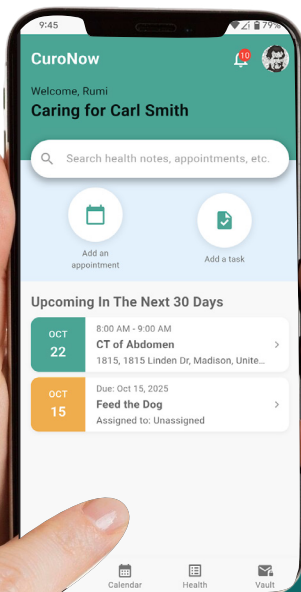 9:45
79%
CuroNow
10
Welcome, Rumi
Caring for Carl Smith
Search health notes, appointments, etc.
Add an
appointment
Add a task
Upcoming In The Next 30 Days
OCT
22
8:00 AM - 9:00 AM
CT of Abdomen
1815, 1815 Linden Dr, Madison, Unite...
OCT
15
Due: Oct 15, 2025
Feed the Dog
Assigned to: Unassigned
Calendar
Health
Vault